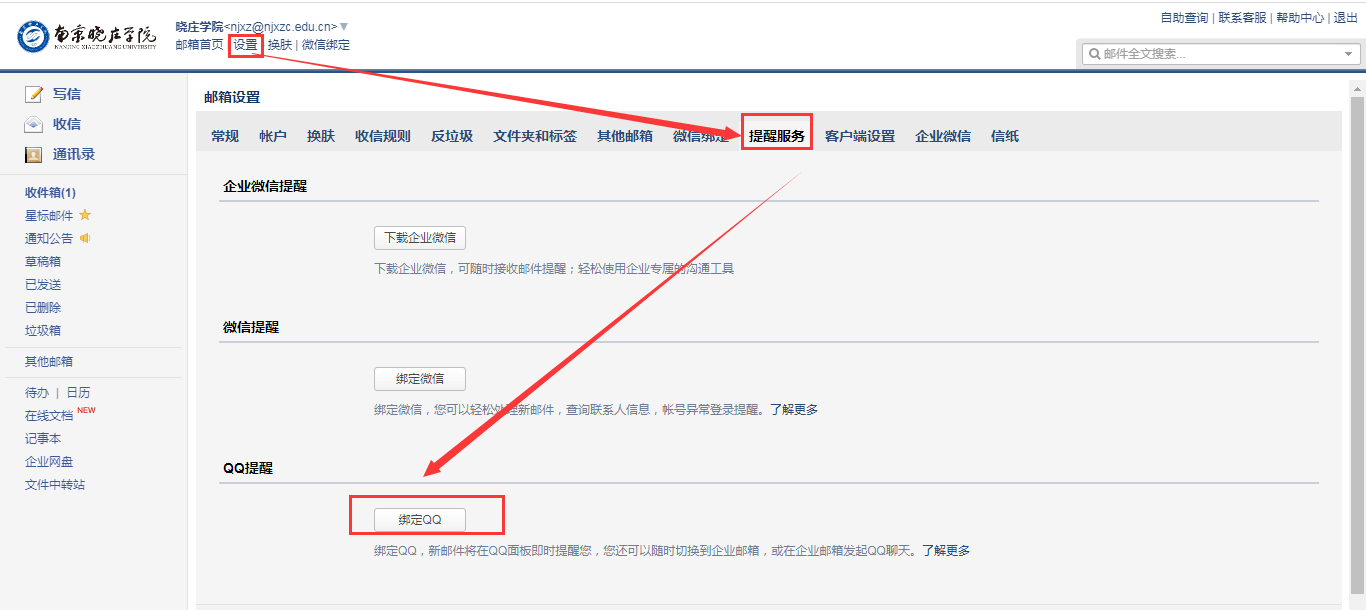 南京晓庄学院
NANJING XIAOZHUANG UNIVERSITY
晓庄学院<njxz@njxzc.edu.cn>
邮箱首页 设置 换肤 | 微信绑定
自助查询 | 联系客服 | 帮助中心 | 退出
邮件全文搜索...
写信
收信
通讯录
收件箱(1)
星标邮件
通知公告
草稿箱
已发送
已删除
垃圾箱
其他邮箱
待办 | 日历
在线文档 NEW
记事本
企业网盘
文件中转站
邮箱设置
常规 帐户 换肤 收信规则 反垃圾 文件夹和标签 其他邮箱 微信绑定 提醒服务 客户端设置 企业微信 信纸
企业微信提醒
下载企业微信
下载企业微信，可随时接收邮件提醒；轻松使用企业专属的沟通工具
微信提醒
绑定微信
绑定微信，您可以轻松处理新邮件，查询联系人信息，帐号异常登录提醒。了解更多
QQ提醒
绑定QQ
绑定QQ，新邮件将在QQ面板即时提醒您，您还可以随时切换到企业邮箱，或在企业邮箱发起QQ聊天。了解更多